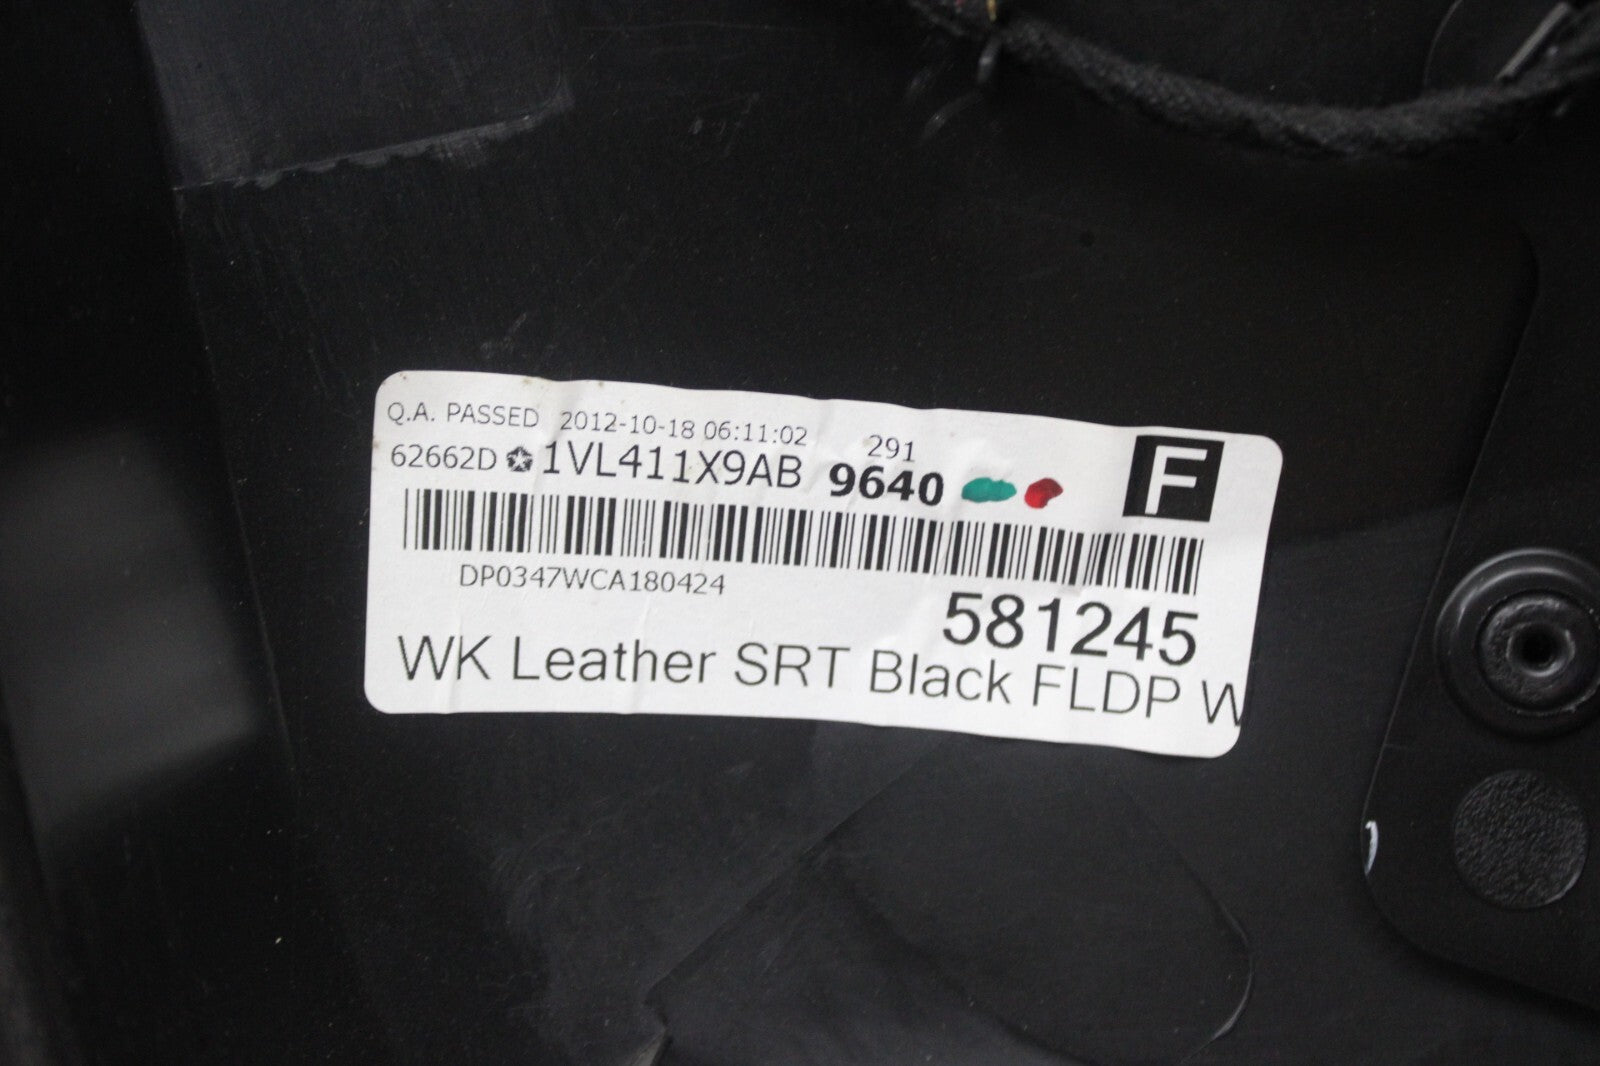 Q.A. PASSED 2012-10-18 06:11:02 291
62662D 1VL411X9AB 9640 F
DP0347WCA180424
581245
WK Leather SRT Black FLDP W